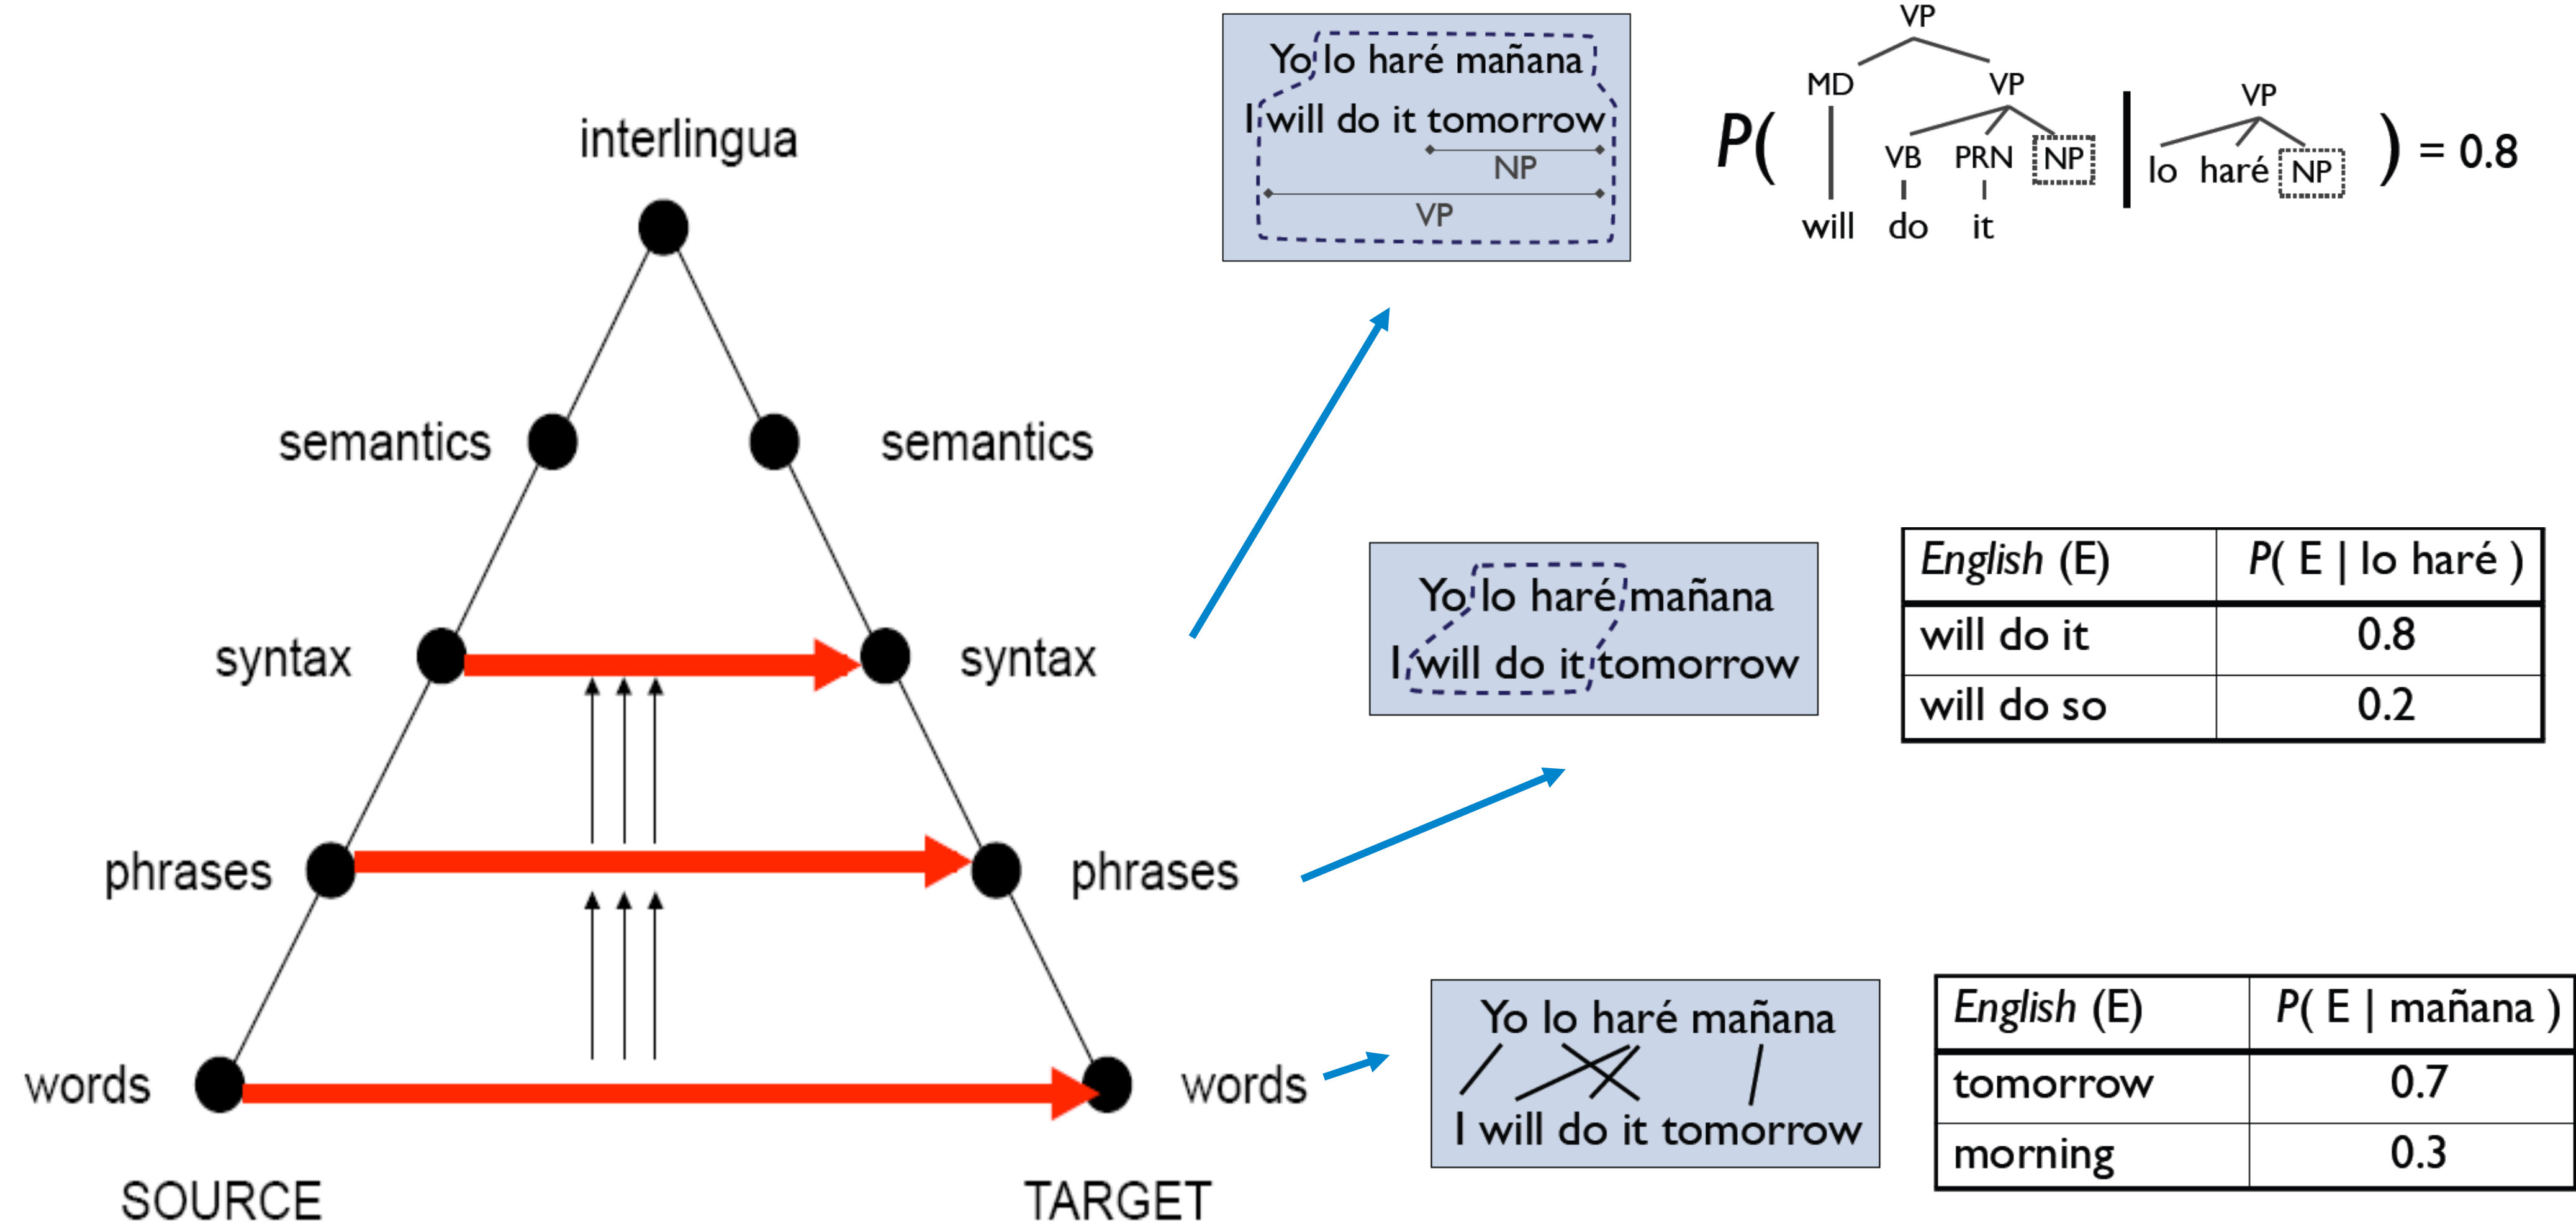 interlingua
semantics
semantics
syntax
syntax
phrases
phrases
words
words
SOURCE
TARGET
Yo lo haré mañana
I will do it tomorrow
NP
VP
VP
MD
VP
VB PRN NP
will do it
P(
VP
lo haré NP
) = 0.8
Yo lo haré mañana
I will do it tomorrow
English (E) P( E | lo haré )
will do it 0.8
will do so 0.2
Yo lo haré mañana
I will do it tomorrow
English (E) P( E | mañana )
tomorrow 0.7
morning 0.3